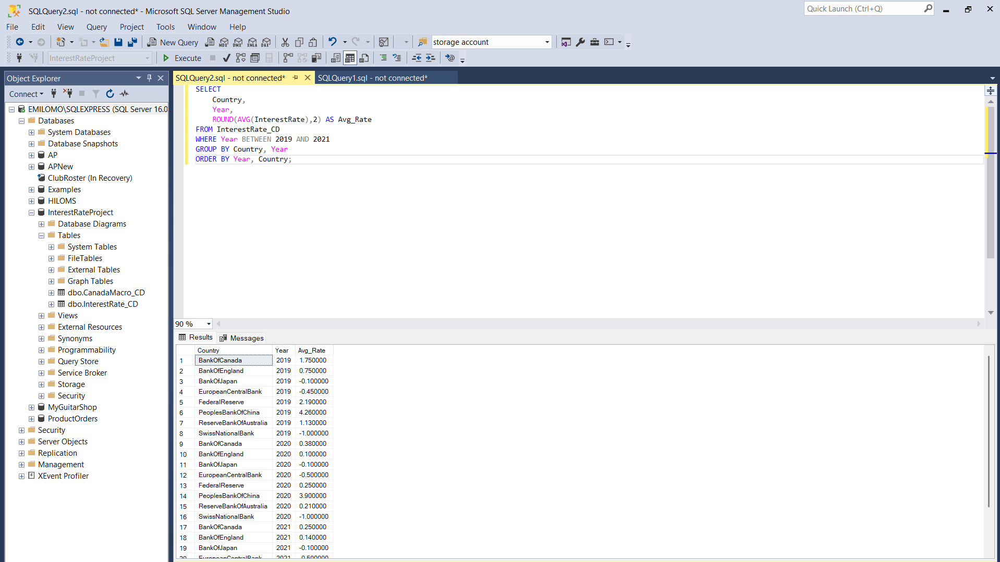 SQLQuery2.sql - not connected* - Microsoft SQL Server Management Studio
Quick Launch (Ctrl+Q)
File Edit View Query Project Tools Window Help
New Query
MDX DMX XMLA DAX
storage account
InterestRateProject
Execute
Object Explorer
Connect
EMILOMO\SQLEXPRESS (SQL Server 16.0
Databases
System Databases
Database Snapshots
AP
APNew
ClubRoster (In Recovery)
Examples
HILOMS
InterestRateProject
Database Diagrams
Tables
System Tables
FileTables
External Tables
Graph Tables
dbo.CanadaMacro_CD
dbo.InterestRate_CD
Views
External Resources
Synonyms
Programmability
Query Store
Service Broker
Storage
Security
MyGuitarShop
ProductOrders
Security
Server Objects
Replication
Management
XEvent Profiler
SQLQuery2.sql - not connected*
SQLQuery1.sql - not connected*
SELECT
Country,
Year,
ROUND(AVG(InterestRate),2) AS Avg_Rate
FROM InterestRate_CD
WHERE Year BETWEEN 2019 AND 2021
GROUP BY Country, Year
ORDER BY Year, Country;
90 %
Results Messages
Country Year Avg_Rate
1 BankOfCanada 2019 1.750000
2 BankOfEngland 2019 0.750000
3 BankOfJapan 2019 -0.100000
4 EuropeanCentralBank 2019 -0.450000
5 FederalReserve 2019 2.190000
6 PeoplesBankOfChina 2019 4.260000
7 ReserveBankOfAustralia 2019 1.130000
8 SwissNationalBank 2019 -1.000000
9 BankOfCanada 2020 0.380000
10 BankOfEngland 2020 0.100000
11 BankOfJapan 2020 -0.100000
12 EuropeanCentralBank 2020 -0.500000
13 FederalReserve 2020 0.250000
14 PeoplesBankOfChina 2020 3.900000
15 ReserveBankOfAustralia 2020 0.210000
16 SwissNationalBank 2020 -1.000000
17 BankOfCanada 2021 0.250000
18 BankOfEngland 2021 0.140000
19 BankOfJapan 2021 -0.100000
20 EuropeanCentralBank 2021 -0.500000